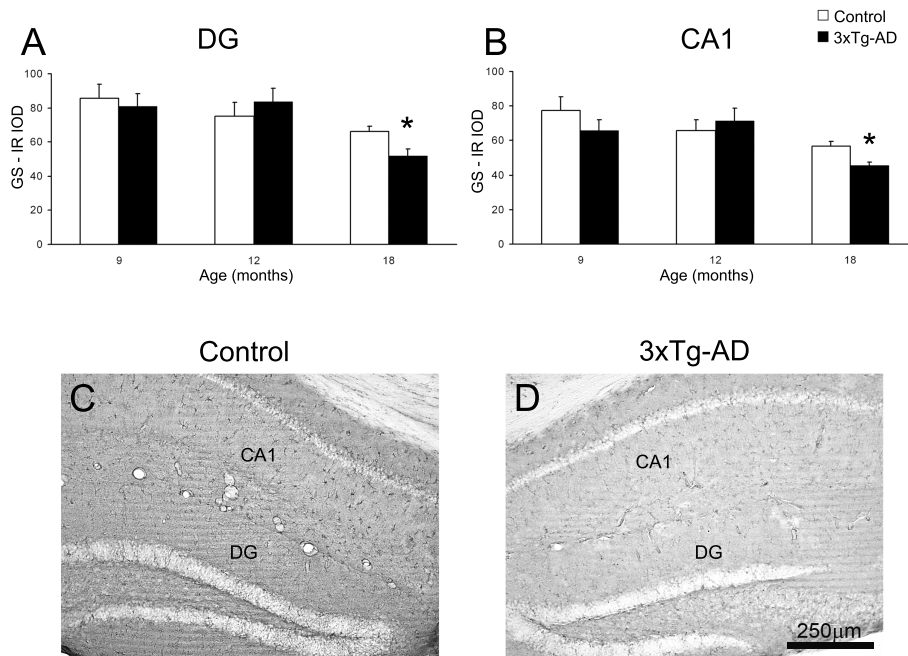 A
DG
B
CA1
Control
3xTg-AD
GS - IR IOD
100
80
60
40
20
0
*
9
12
18
Age (months)
GS - IR IOD
100
80
60
40
20
0
*
9
12
18
Age (months)
Control
3xTg-AD
C
CA1
DG
D
CA1
DG
250µm